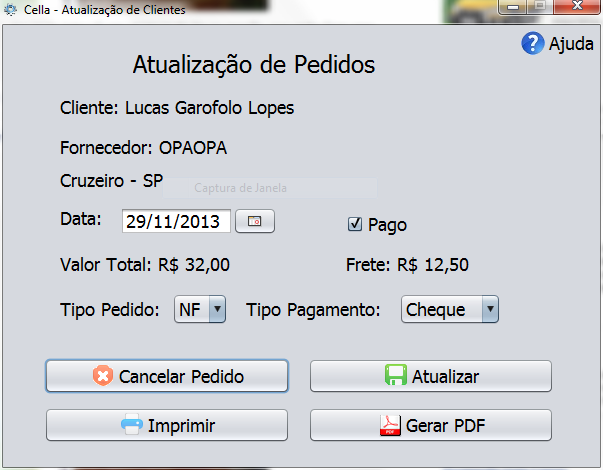 Cella - Atualização de Clientes
Ajuda
Atualização de Pedidos
Cliente: Lucas Garofolo Lopes
Fornecedor: OPAOPA
Cruzeiro - SP
Captura de Janela
Data: 29/11/2013
Pago
Valor Total: R$ 32,00 Frete: R$ 12,50
Tipo Pedido: NF Tipo Pagamento: Cheque
Cancelar Pedido Atualizar
Imprimir Gerar PDF